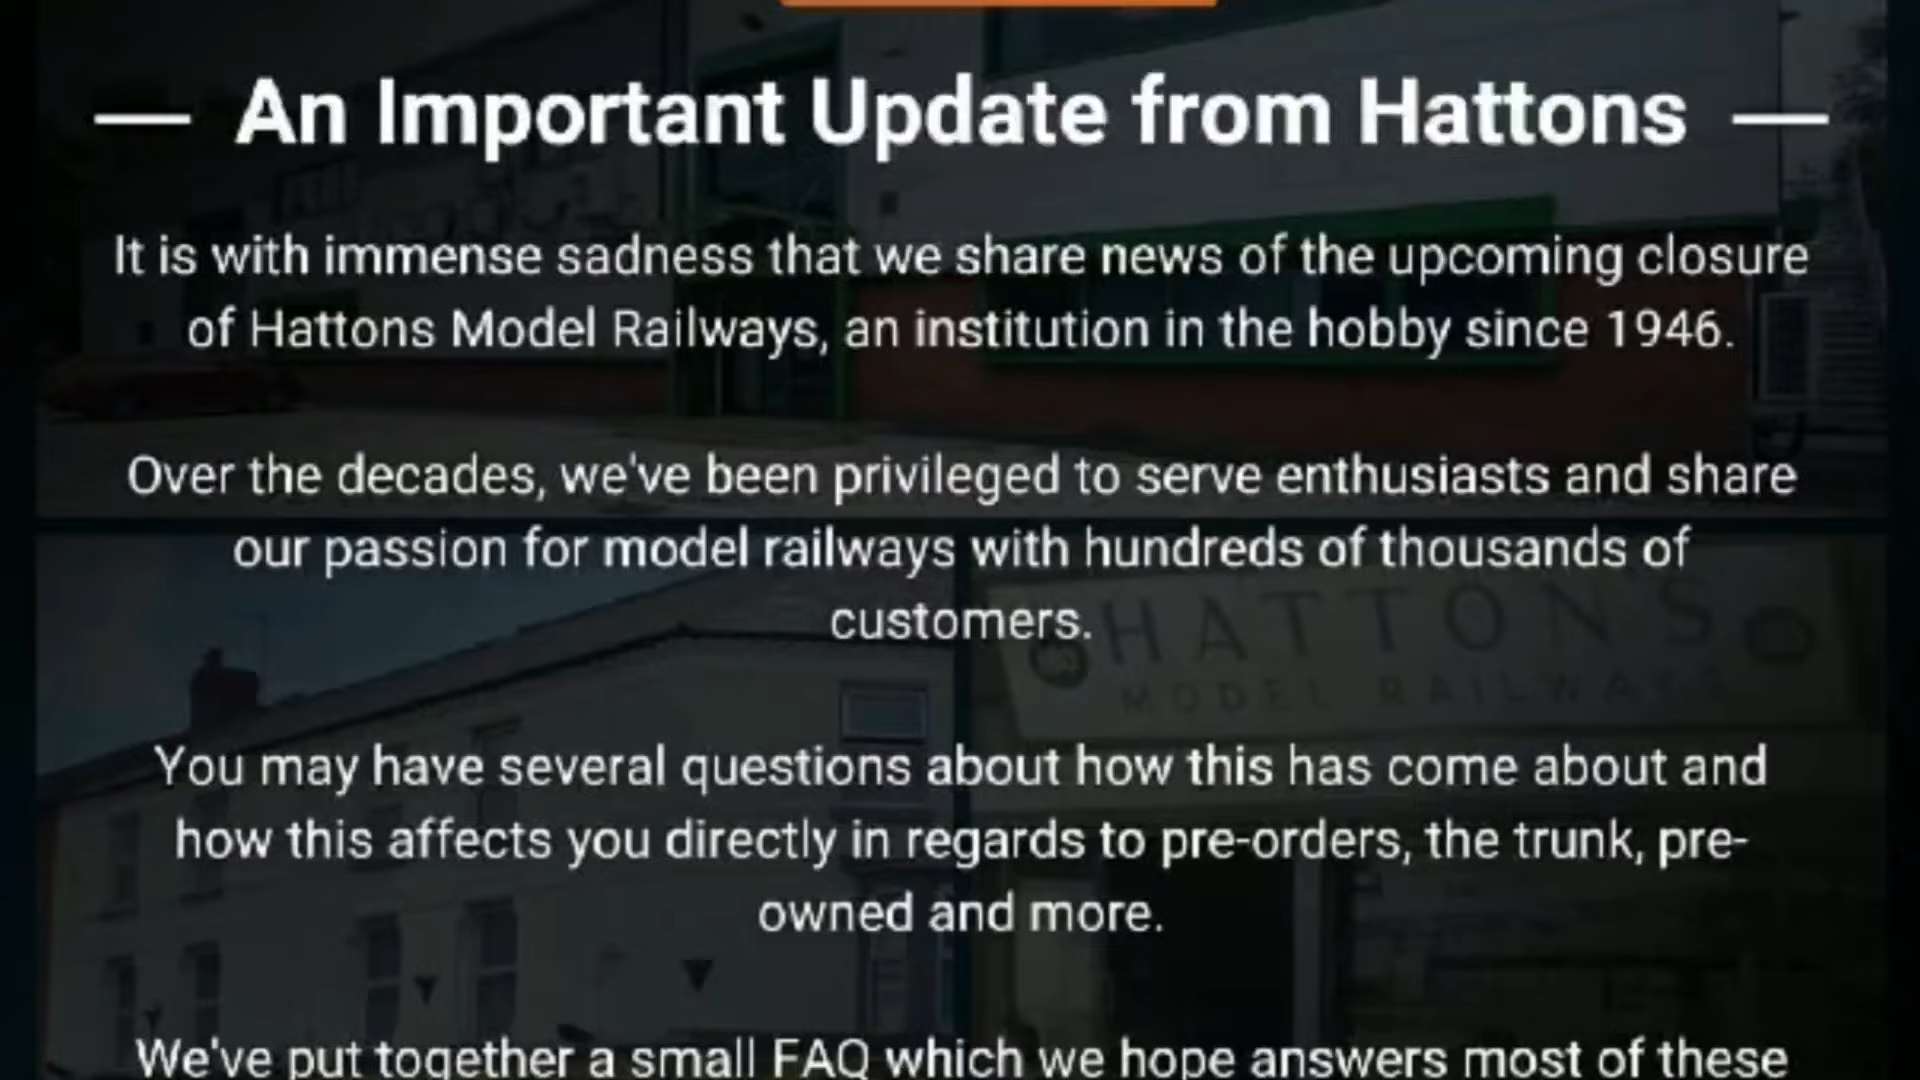 An Important Update from Hattons
It is with immense sadness that we share news of the upcoming closure
of Hattons Model Railways, an institution in the hobby since 1946.
Over the decades, we've been privileged to serve enthusiasts and share
our passion for model railways with hundreds of thousands of
customers.
HATTON'S
MODEL RAILWAYS
You may have several questions about how this has come about and
how this affects you directly in regards to pre-orders, the trunk, pre-
owned and more.
We've put together a small FAQ which we hope answers most of these